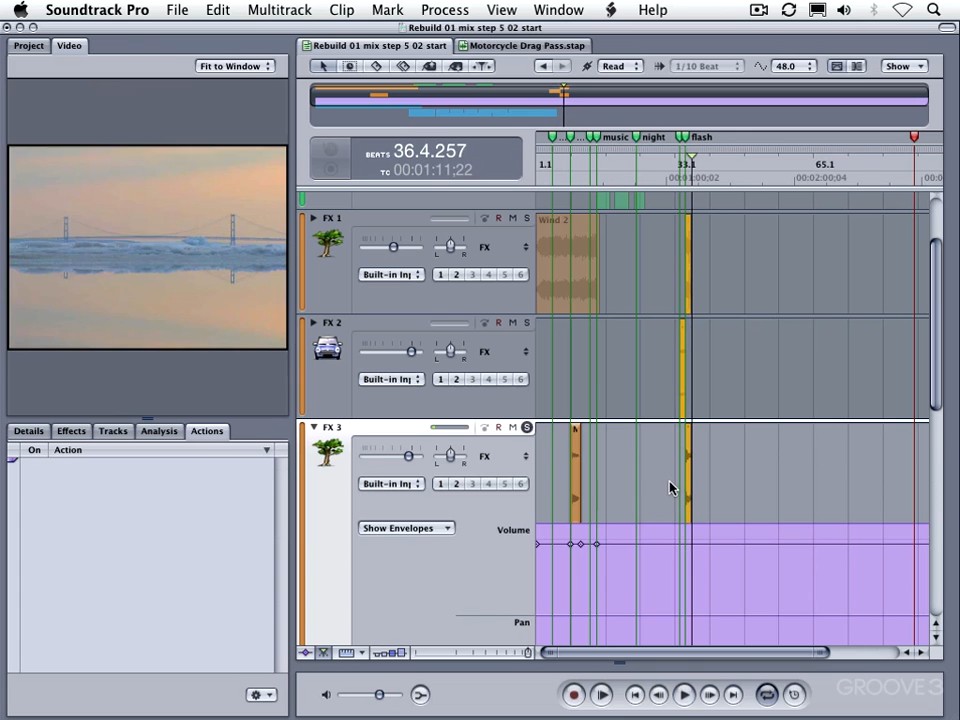 Soundtrack Pro File Edit Multitrack Clip Mark Process View Window Help
Rebuild 01 mix step 5 02 start
Project Video
Rebuild 01 mix step 5 02 start Motorcycle Drag Pass.stap
Fit to Window
Read 1/10 Beat 48.0 Show
BEATS 36.4.257
TC 00:01:11;22
... ... music night flash
1.1 33.1 65.1
00:01:00;02 00:02:00;04
FX 1 R M S
Wind 2
L R FX
Built-in In 1 2 3 4 5 6
FX 2 R M S
L R FX
Built-in In 1 2 3 4 5 6
Details Effects Tracks Analysis Actions
On Action
FX 3 R M S
M
L R FX
Built-in In 1 2 3 4 5 6
Show Envelopes
Volume
Pan
GROOVE 3